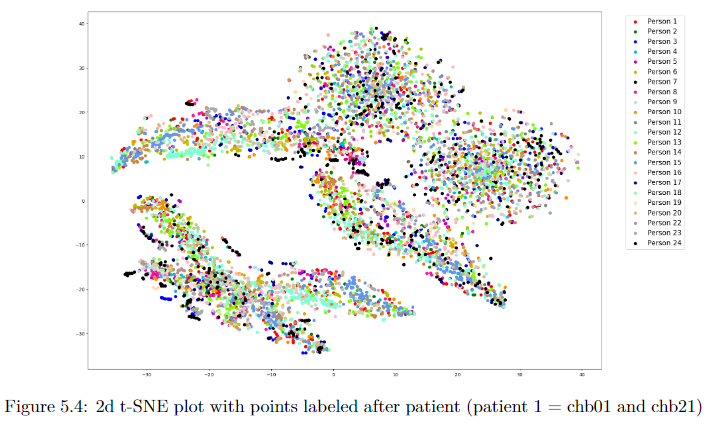 40
30
20
10
0
−10
−20
−30
−30 −20 −10 0 10 20 30 40
Person 1
Person 2
Person 3
Person 4
Person 5
Person 6
Person 7
Person 8
Person 9
Person 10
Person 11
Person 12
Person 13
Person 14
Person 15
Person 16
Person 17
Person 18
Person 19
Person 20
Person 22
Person 23
Person 24
Figure 5.4: 2d t-SNE plot with points labeled after patient (patient 1 = chb01 and chb21)